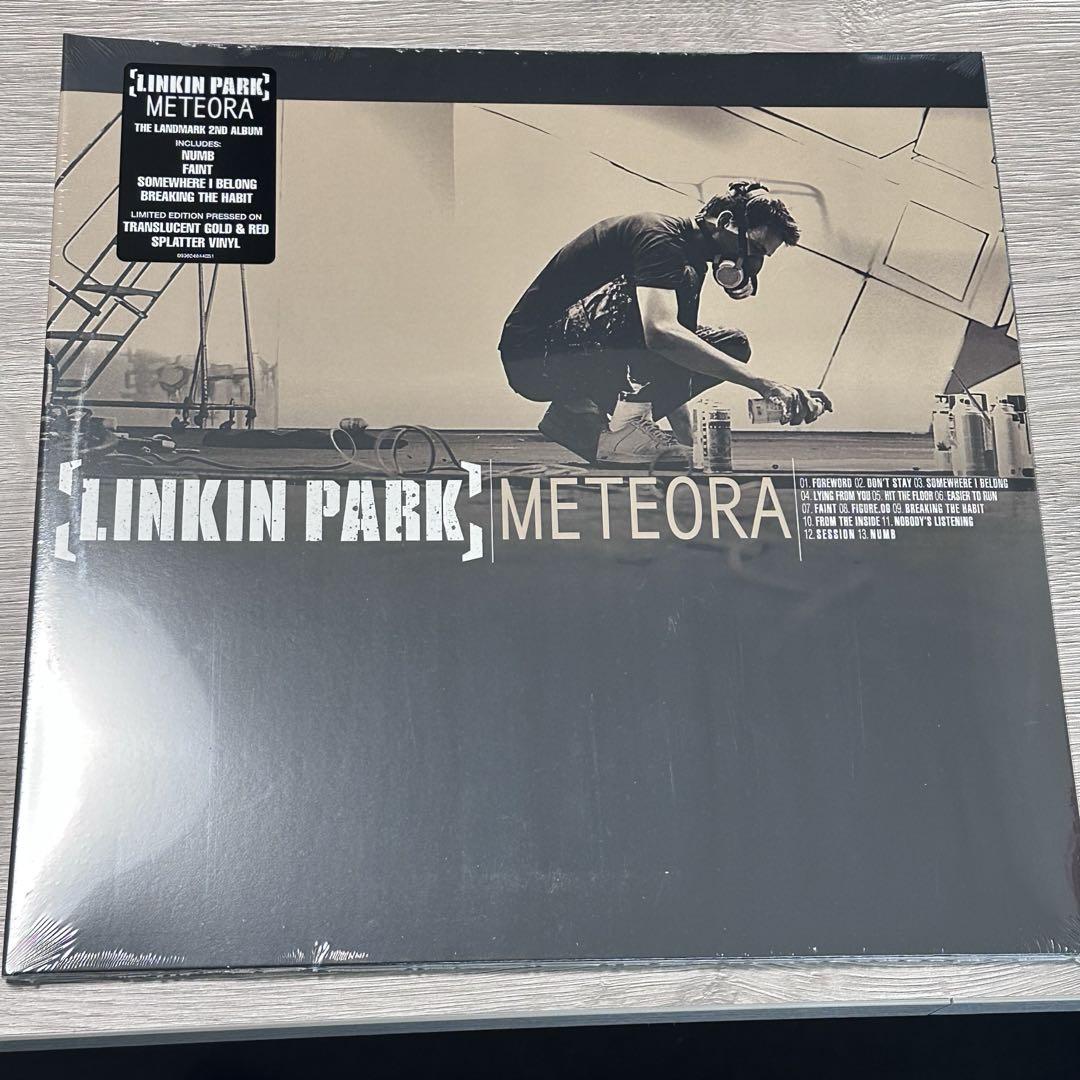 [LINKIN PARK]
METEORA
THE LANDMARK 2ND ALBUM
INCLUDES:
NUMB
FAINT
SOMEWHERE I BELONG
BREAKING THE HABIT
LIMITED EDITION PRESSED ON
TRANSLUCENT GOLD & RED
SPLATTER VINYL
[LINKIN PARK] METEORA
01. FOREWORD 02. DON'T STAY 03. SOMEWHERE I BELONG
04. LYING FROM YOU 05. HIT THE FLOOR 06. EASIER TO RUN
07. FAINT 08. FIGURE.09 09. BREAKING THE HABIT
10. FROM THE INSIDE 11. NOBODY'S LISTENING
12. SESSION 13. NUMB